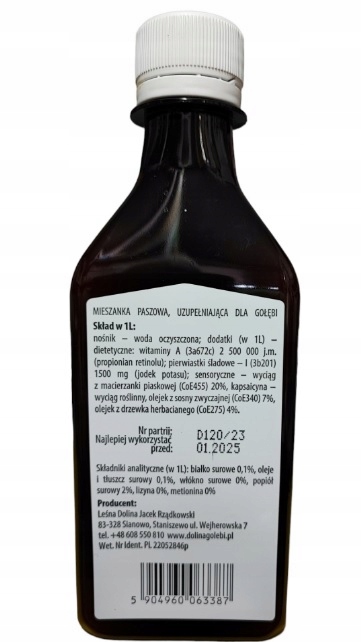 MIESZANKA PASZOWA, UZUPEŁNIAJĄCA DLA GOŁĘBI
Skład w 1L:
nośnik – woda oczyszczona; dodatki (w 1L) –
dietetyczne: witaminy A (3a672c) 2 500 000 j.m.
(propionian retinolu); pierwiastki śladowe – I (3b201)
1500 mg (jodek potasu); sensoryczne – wyciąg
z macierzanki piaskowej (CoE455) 20%, kapsaicyna –
wyciąg roślinny, olejek z sosny zwyczajnej (CoE340) 7%,
olejek z drzewka herbacianego (CoE275) 4%.
Nr partii; D120/23
Najlepiej wykorzystać
przed: 01.2025
Składniki analityczne (w 1L): białko surowe 0,1%, oleje
i tłuszcz surowy 0,1%, włókno surowe 0%, popiół
surowy 2%, lizyna 0%, metionina 0%
Producent:
Leśna Dolina Jacek Rządkowski
83-328 Sianowo, Staniszewo ul. Wejherowska 7
tel. +48 608 550 810 www.dolinagolebi.pl
Wet. Nr Ident. PL 22052846p
5 904960 063387